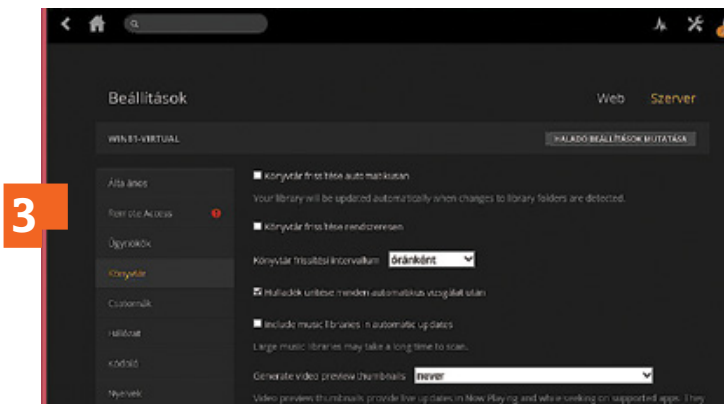 Beállítások
Web Szerver
WIN81-VIRTUAL
HALADÓ BEÁLLÍTÁSOK MUTATÁSA
Általános
Remote Access
Ügynökök
Könyvtár
Csatornák
Hálózat
Kódoló
Nyelvek
3
Könyvtár frissítése automatikusan
Your library will be updated automatically when changes to library folders are detected.
Könyvtár frissítése rendszeresen
Könyvtár frissítési intervallum óránként
Hulladék ürítése minden automatikus vizsgálat után
Include music libraries in automatic updates
Large music libraries may take a long time to scan.
Generate video preview thumbnails never
Video preview thumbnails provide live updates in Now Playing and while seeking on supported apps. They